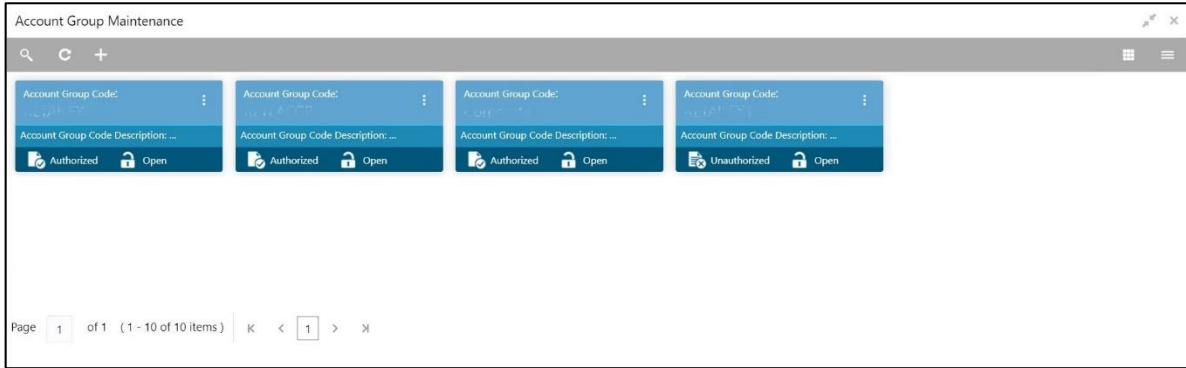 Account Group Maintenance
Account Group Code:
Account Group Code Description: ...
Authorized Open
Account Group Code:
Account Group Code Description: ...
Authorized Open
Account Group Code:
Account Group Code Description: ...
Authorized Open
Account Group Code:
Account Group Code Description: ...
Unauthorized Open
Page 1 of 1 ( 1 - 10 of 10 items ) 1